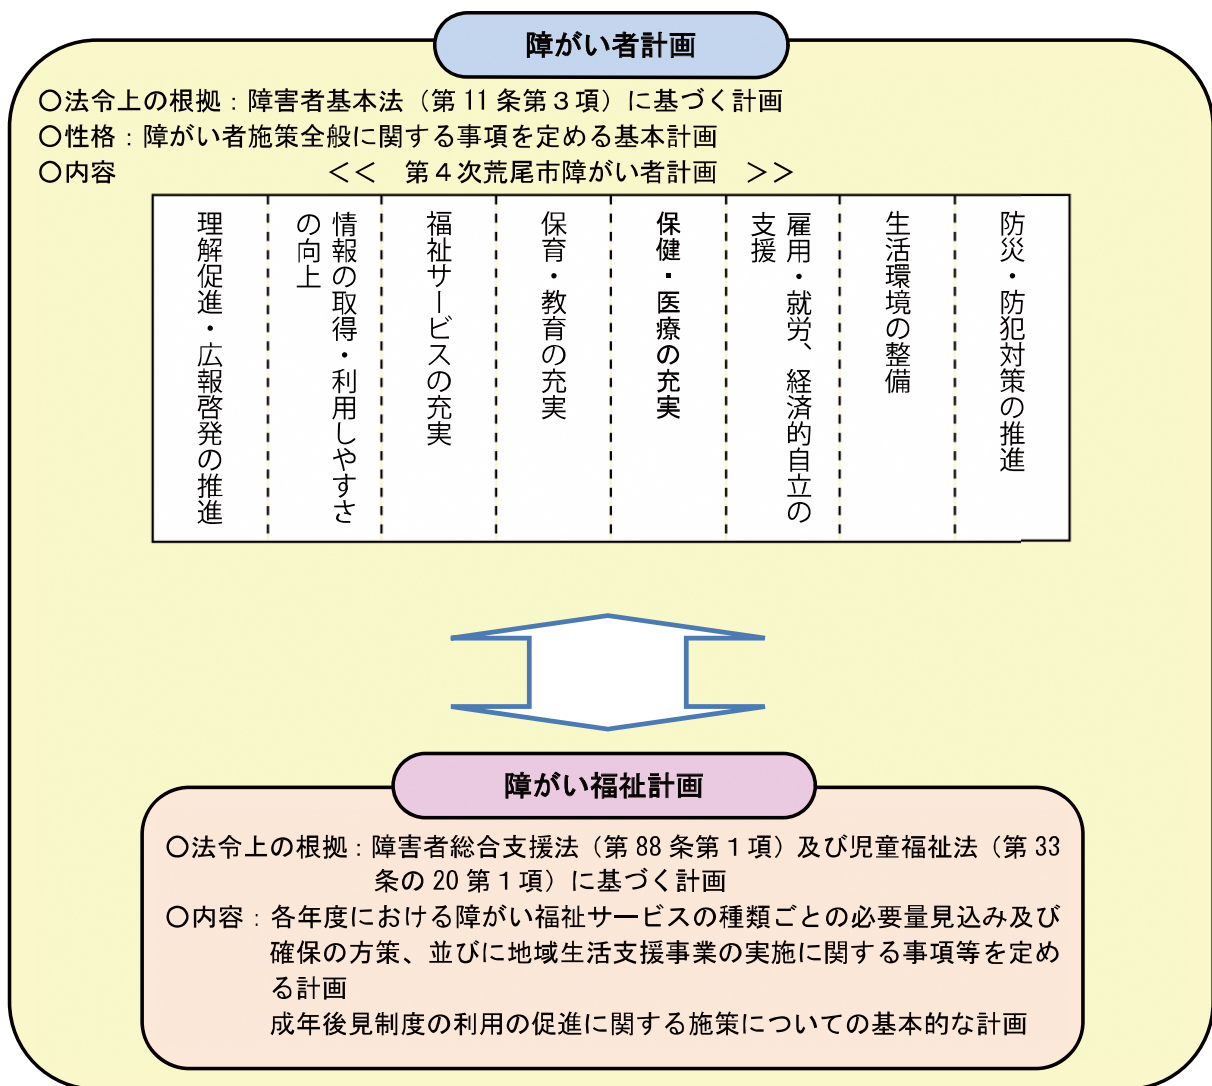 障がい者計画
〇法令上の根拠：障害者基本法（第11条第３項）に基づく計画
〇性格：障がい者施策全般に関する事項を定める基本計画
〇内容　　　　　＜＜　第４次荒尾市障がい者計画　＞＞
理解促進・広報啓発の推進
情報の取得・利用しやすさ
の向上
福祉サービスの充実
保育・教育の充実
保健・医療の充実
雇用・就労、経済的自立の
支援
生活環境の整備
防災・防犯対策の推進
障がい福祉計画
〇法令上の根拠：障害者総合支援法（第88条第１項）及び児童福祉法（第33
条の20第１項）に基づく計画
〇内容：各年度における障がい福祉サービスの種類ごとの必要量見込み及び
確保の方策、並びに地域生活支援事業の実施に関する事項等を定め
る計画
成年後見制度の利用の促進に関する施策についての基本的な計画